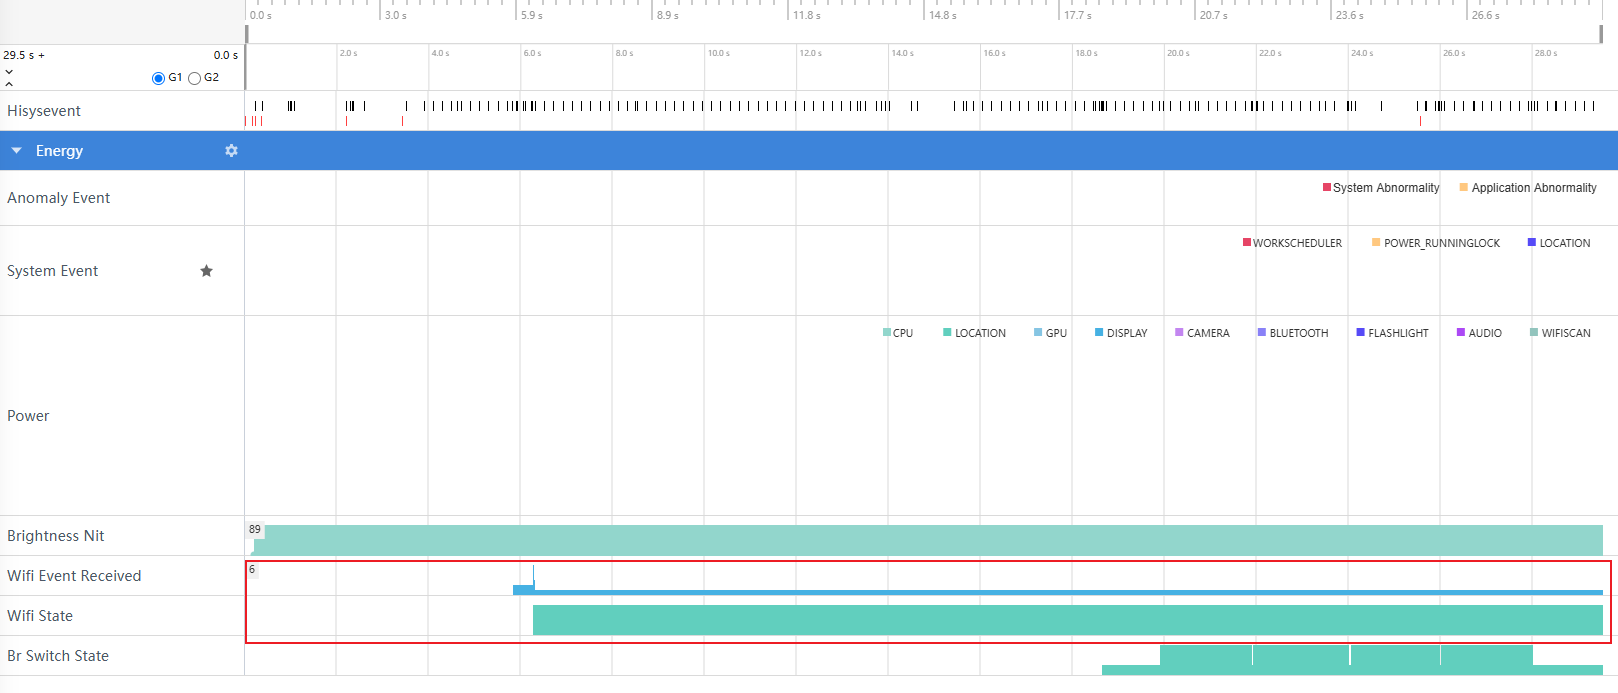 0.0 s 3.0 s 5.9 s 8.9 s 11.8 s 14.8 s 17.7 s 20.7 s 23.6 s 26.6 s
29.5 s + 0.0 s
2.0 s 4.0 s 6.0 s 8.0 s 10.0 s 12.0 s 14.0 s 16.0 s 18.0 s 20.0 s 22.0 s 24.0 s 26.0 s 28.0 s
G1 G2
Hisysevent
Energy
Anomaly Event
System Abnormality Application Abnormality
System Event
WORKSCHEDULER POWER_RUNNINGLOCK LOCATION
Power
CPU LOCATION GPU DISPLAY CAMERA BLUETOOTH FLASHLIGHT AUDIO WIFISCAN
Brightness Nit
89
Wifi Event Received
6
Wifi State
Br Switch State